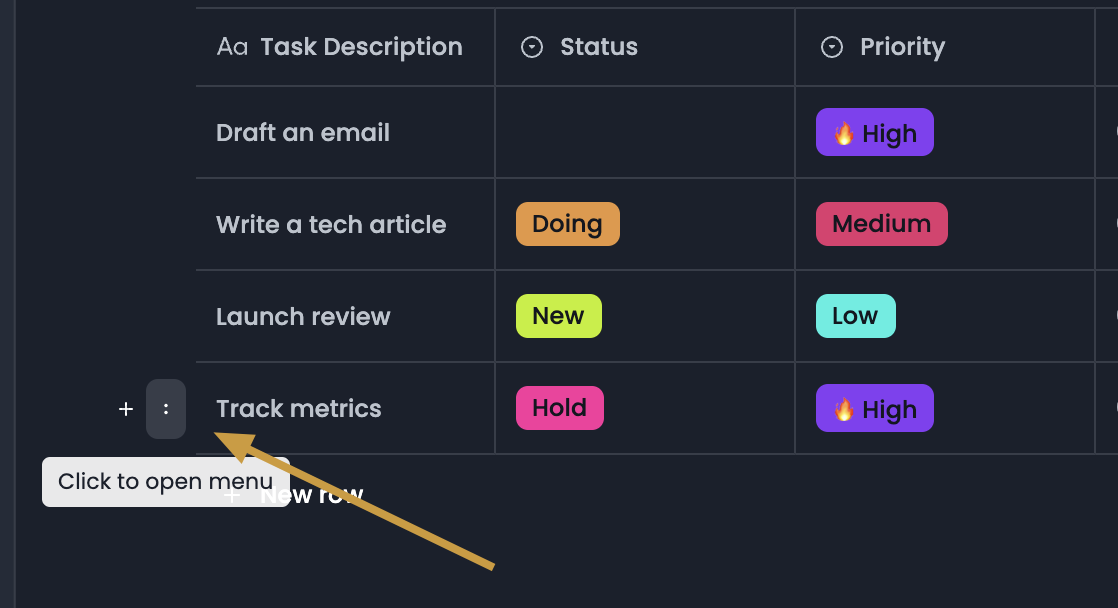 Aa Task Description Status Priority
Draft an email 🔥 High
Write a tech article Doing Medium
Launch review New Low
+ : Track metrics Hold 🔥 High
Click to open menu
+ New row